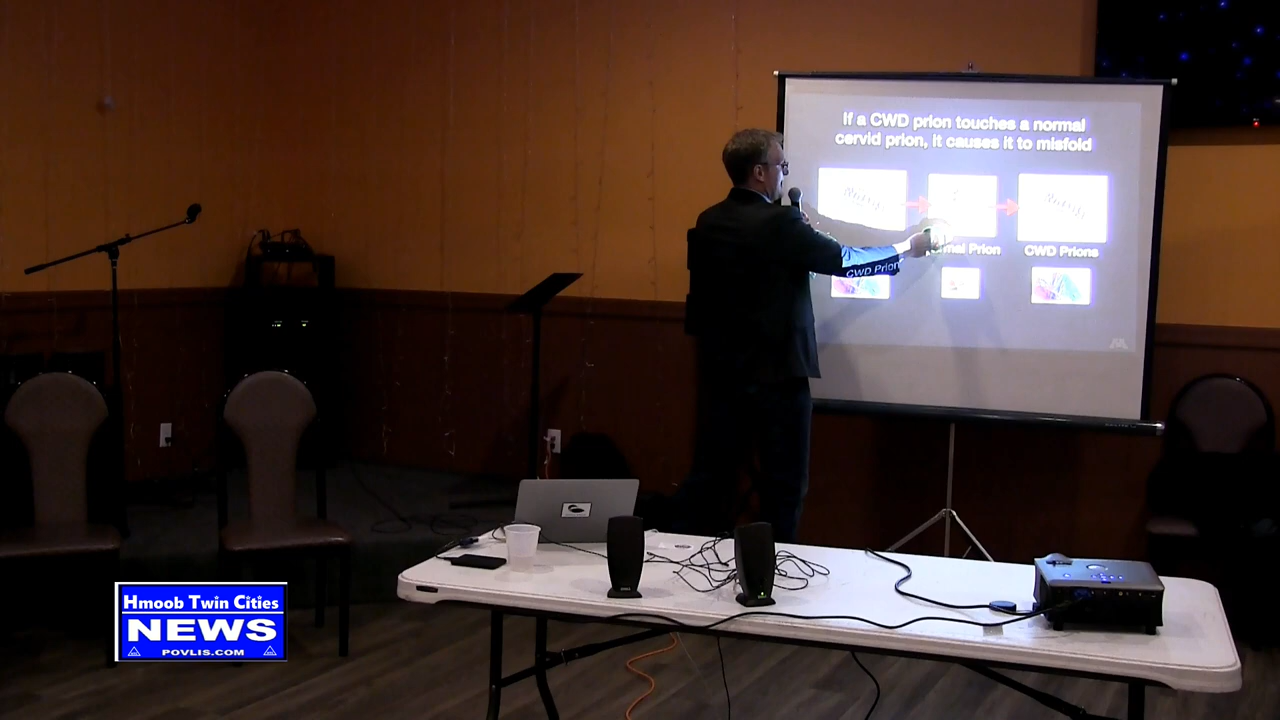 If a CWD prion touches a normal
cervid prion, it causes it to misfold
CWD Prion
Prion
CWD Prions
Hmoob Twin Cities
NEWS
POVLIS.COM